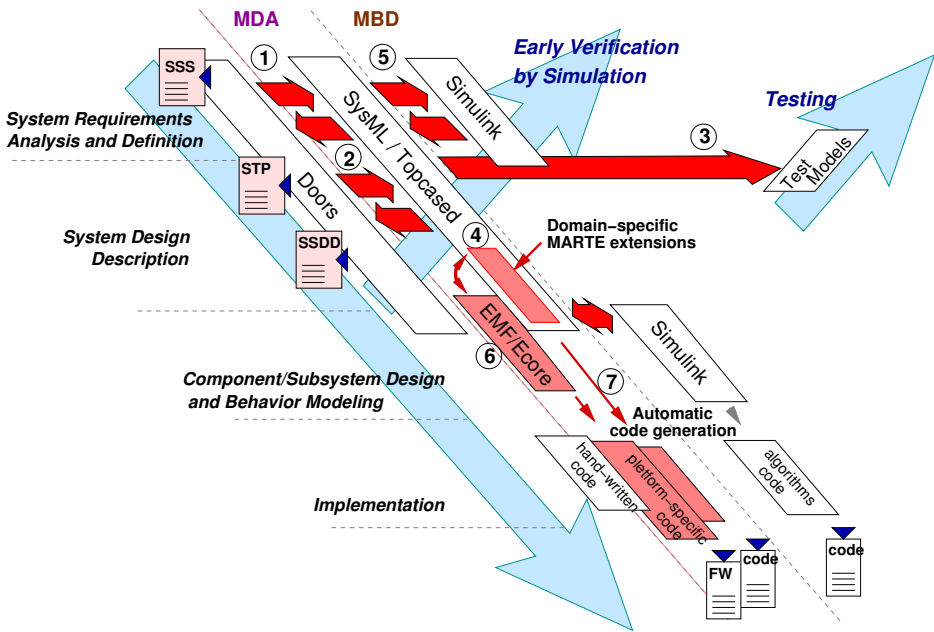 MDA
MBD
SSS
1
5
Early Verification
by Simulation
Simulink
Testing
System Requirements
Analysis and Definition
SysML / Topcased
3
Test Models
STP
2
Doors
System Design
Description
SSDD
4
Domain-specific
MARTE extensions
EMF/Ecore
6
Simulink
Component/Subsystem Design
and Behavior Modeling
7
Automatic
code generation
hand-written
code
pletform-specific
code
algorithms
code
Implementation
FW
code
code